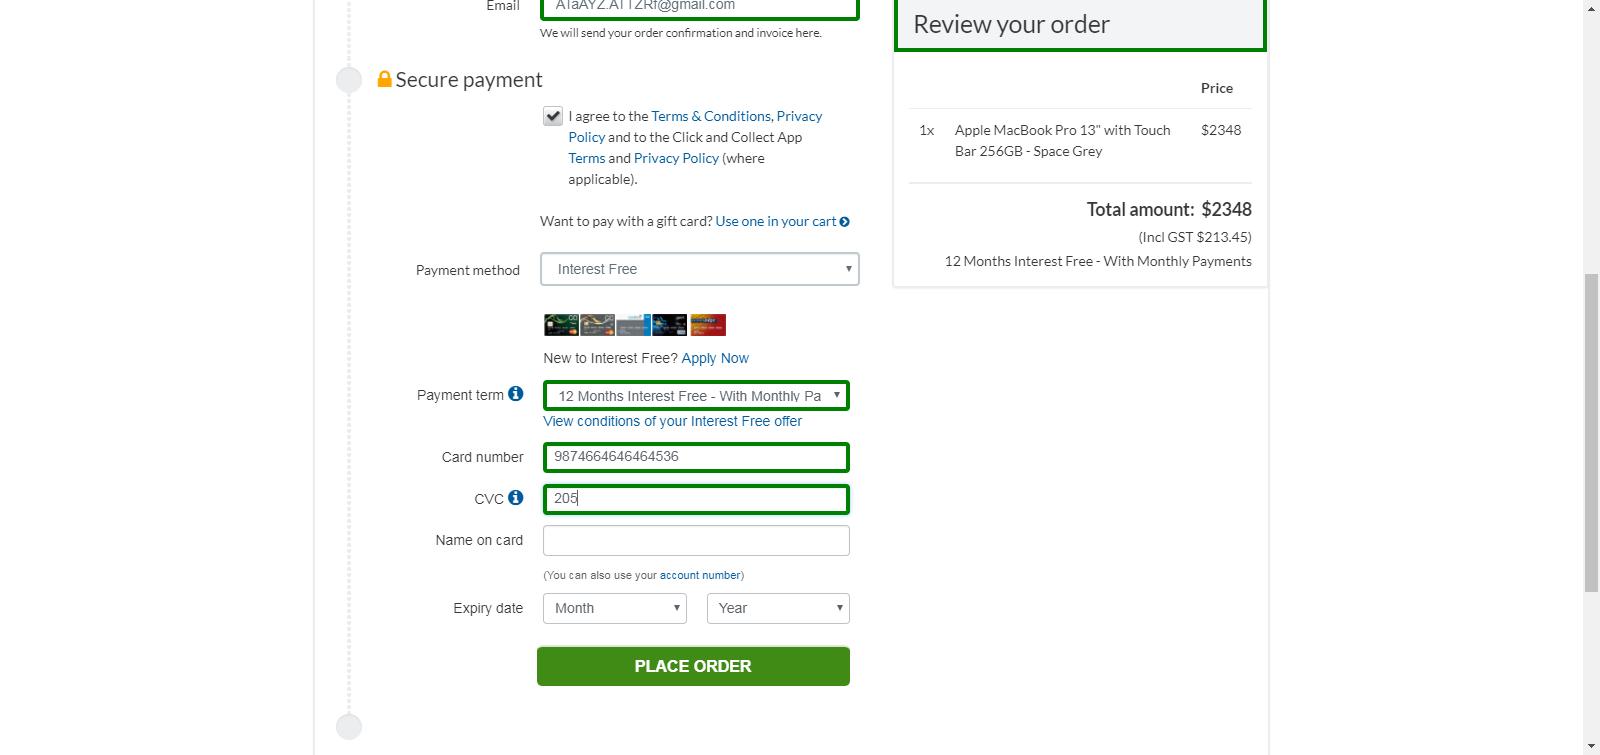 Email
ATaAYZ.ATTZRf@gmail.com
We will send your order confirmation and invoice here.
Secure payment
I agree to the Terms & Conditions, Privacy
Policy and to the Click and Collect App
Terms and Privacy Policy (where
applicable).
Want to pay with a gift card? Use one in your cart
Payment method
Interest Free
New to Interest Free? Apply Now
Payment term
12 Months Interest Free - With Monthly Pa
View conditions of your Interest Free offer
Card number
9874664646464536
CVC
205
Name on card
(You can also use your account number)
Expiry date
Month
Year
PLACE ORDER
Review your order
Price
1x Apple MacBook Pro 13" with Touch $2348
Bar 256GB - Space Grey
Total amount: $2348
(Incl GST $213.45)
12 Months Interest Free - With Monthly Payments